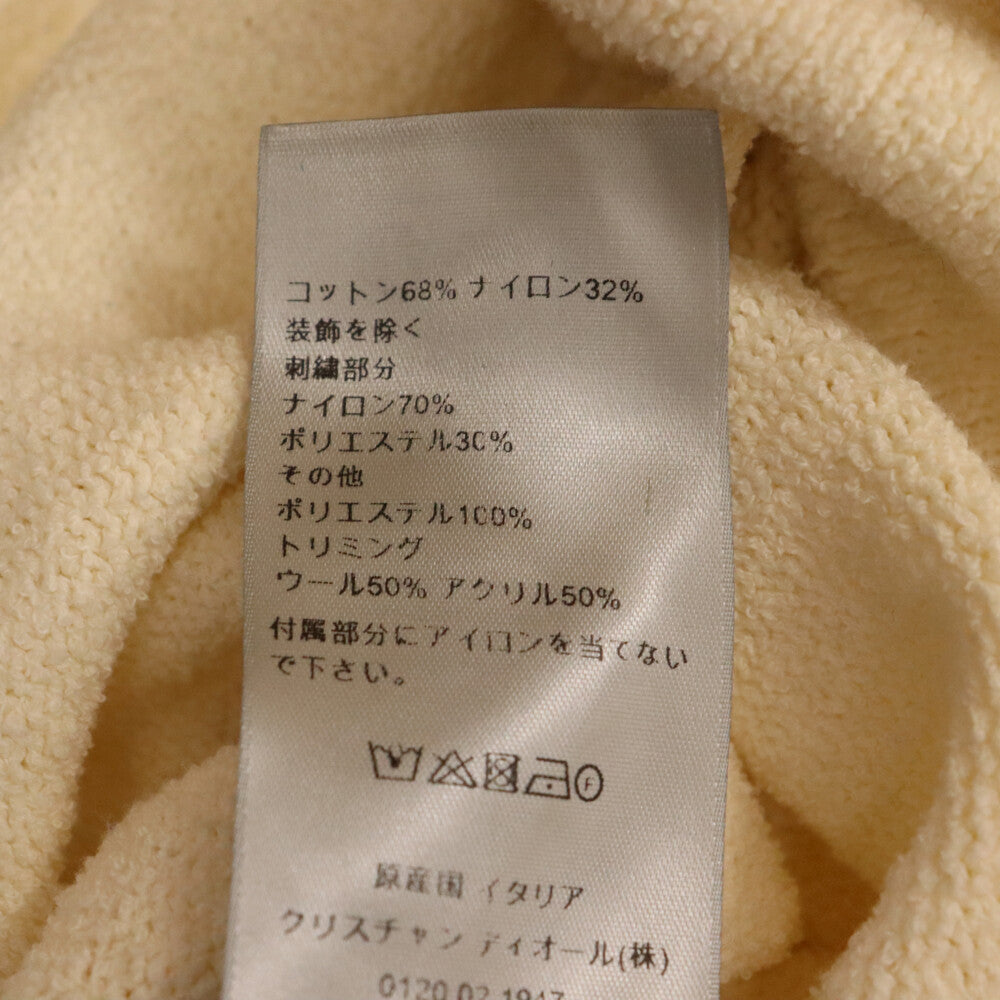 コットン68% ナイロン32%
装飾を除く
刺繍部分
ナイロン70%
ポリエステル30%
その他
ポリエステル100%
トリミング
ウール50% アクリル50%
付属部分にアイロンを当てない
で下さい。
F
原産国 イタリア
クリスチャン ディオール(株)
0120 02 1947